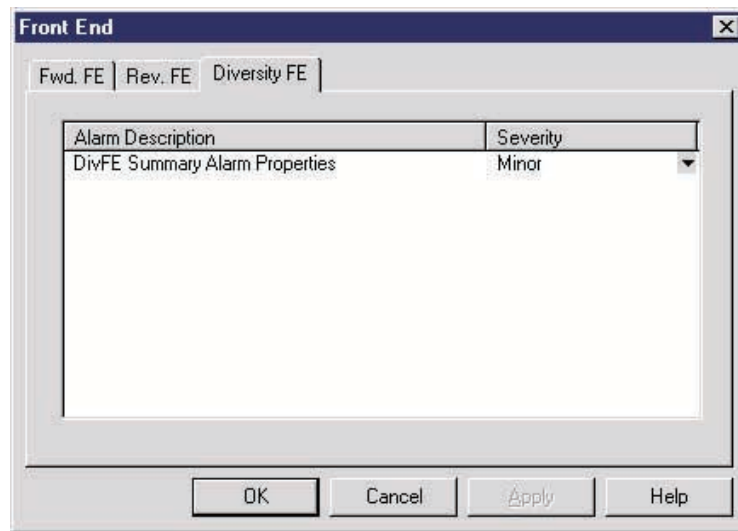 Front End
Fwd. FE Rev. FE Diversity FE
Alarm Description Severity
DivFE Summary Alarm Properties Minor
OK Cancel Apply Help